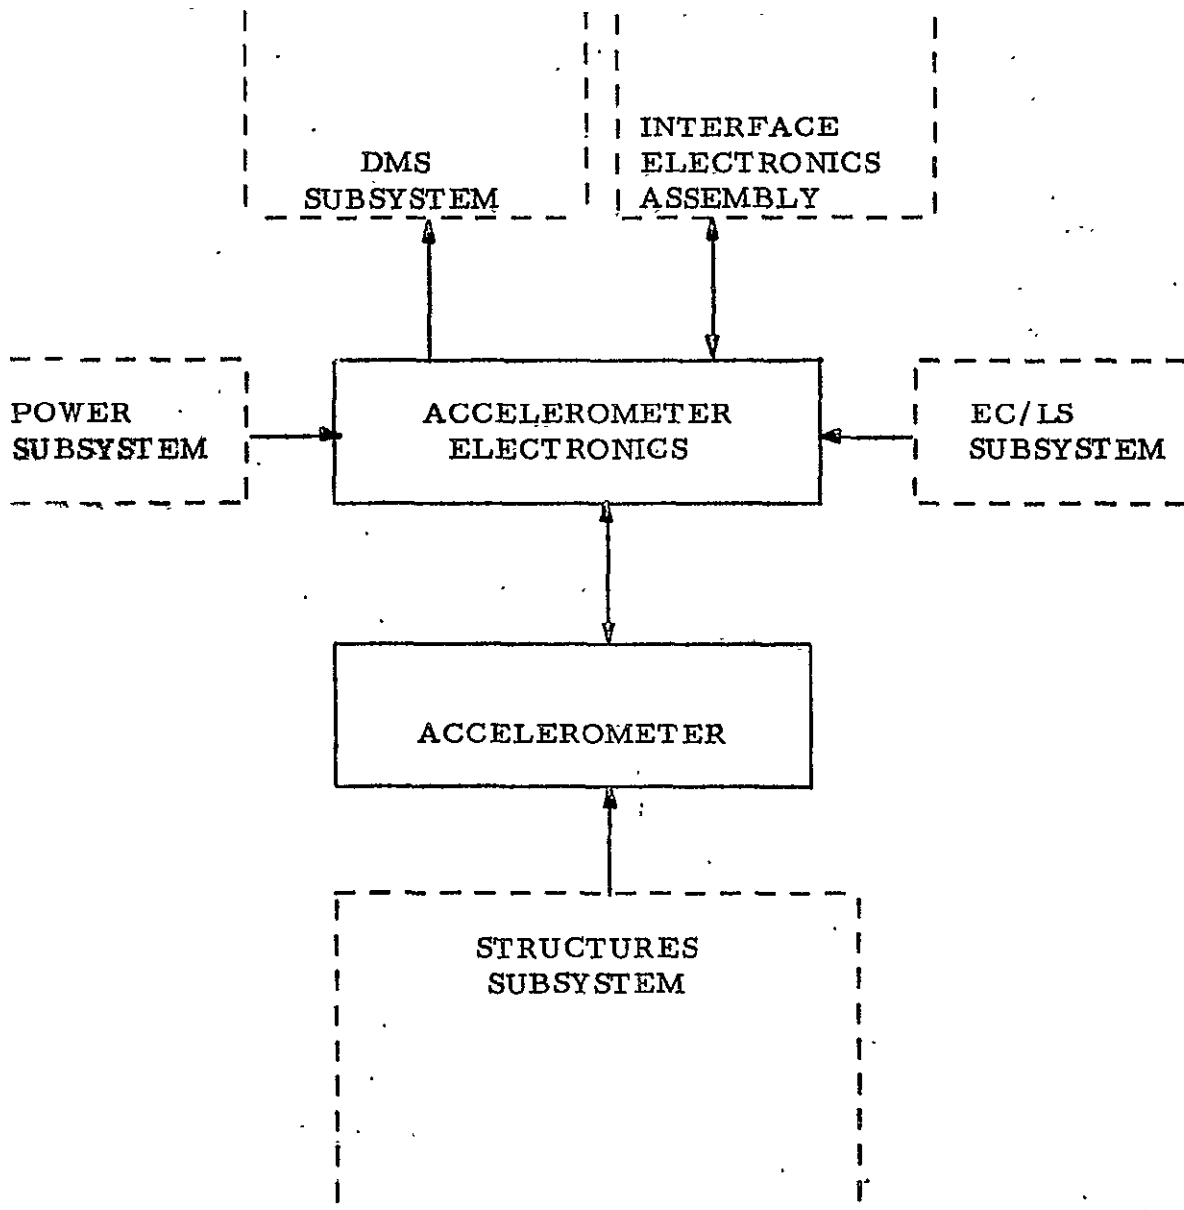 DMS
SUBSYSTEM
INTERFACE
ELECTRONICS
ASSEMBLY
POWER
SUBSYSTEM
ACCELEROMETER
ELECTRONICS
EC/LS
SUBSYSTEM
ACCELEROMETER
STRUCTURES
SUBSYSTEM